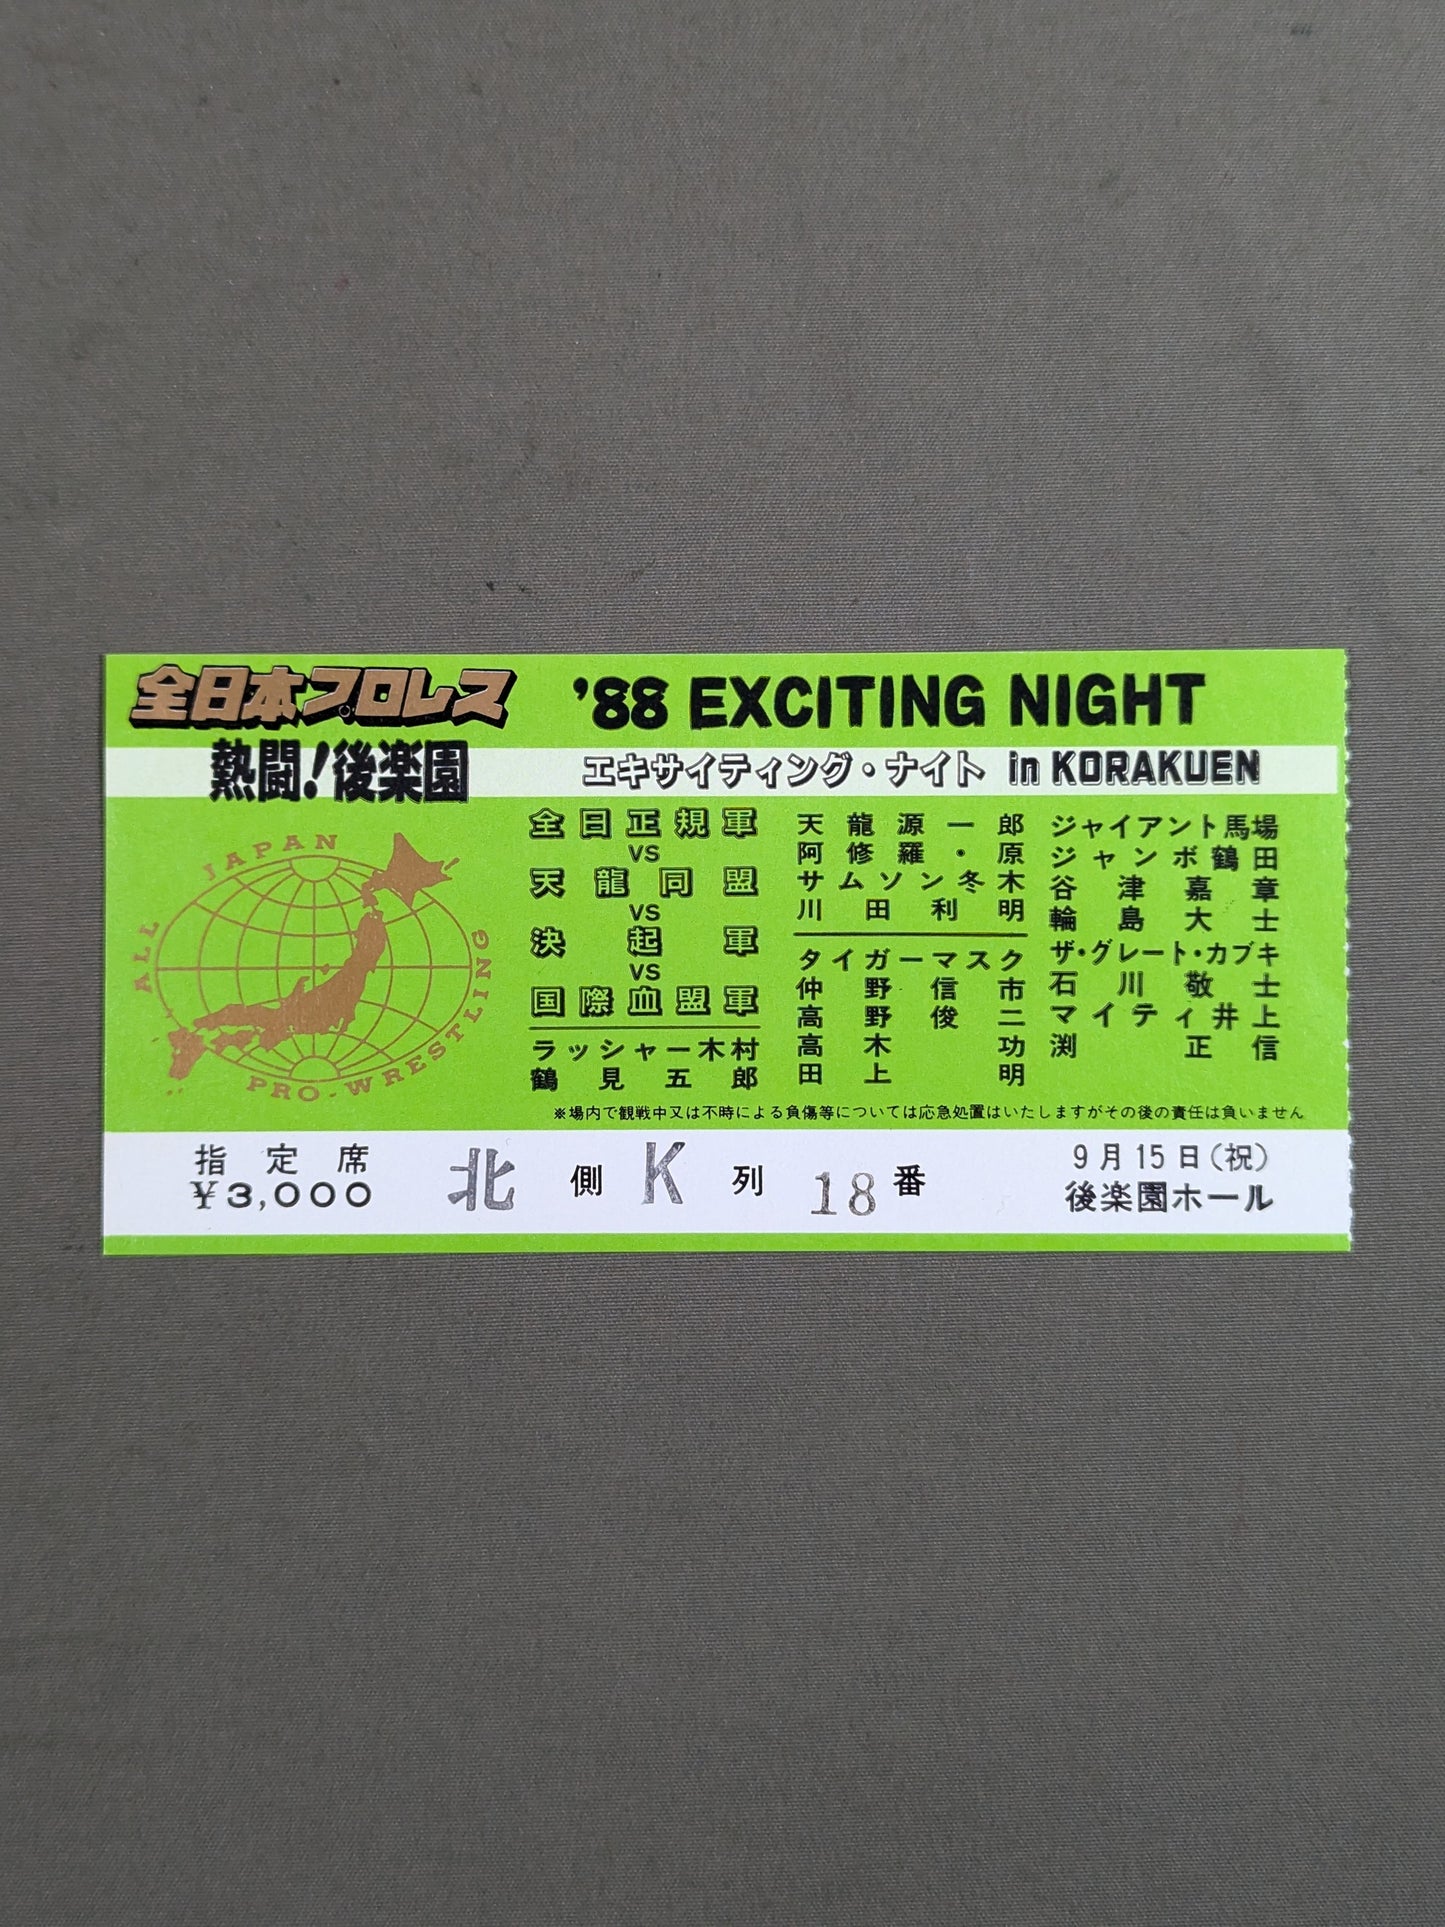 全日本プロレス
熱闘!後楽園
'88 EXCITING NIGHT
エキサイティング・ナイト in KORAKUEN
ALL JAPAN PRO-WRESTLING
全日正規軍
VS
天龍同盟
VS
決起軍
VS
国際血盟軍
ラッシャー木村
鶴見五郎
天龍源一郎
阿修羅・原
サムソン冬木
川田利明
タイガーマスク
仲野信市
高野俊二
高木功
田上明
ジャイアント馬場
ジャンボ鶴田
谷津嘉章
輪島大士
ザ・グレート・カブキ
石川敬士
マイティ井上
渕正信
※場内で観戦中又は不時による負傷等については応急処置はいたしますがその後の責任は負いません
指定席
¥3,000
北側 K列 18番
9月15日(祝)
後楽園ホール